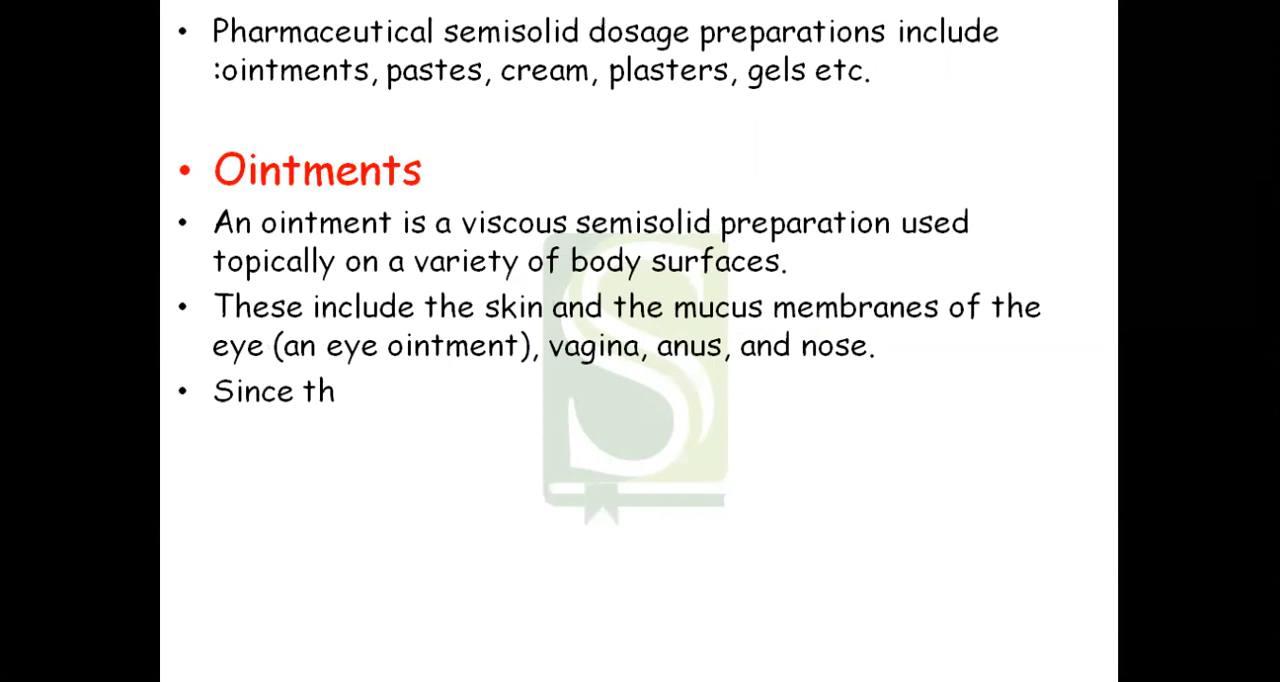 • Pharmaceutical semisolid dosage preparations include
:ointments, pastes, cream, plasters, gels etc.
• Ointments
• An ointment is a viscous semisolid preparation used
topically on a variety of body surfaces.
• These include the skin and the mucus membranes of the
eye (an eye ointment), vagina, anus, and nose.
• Since th